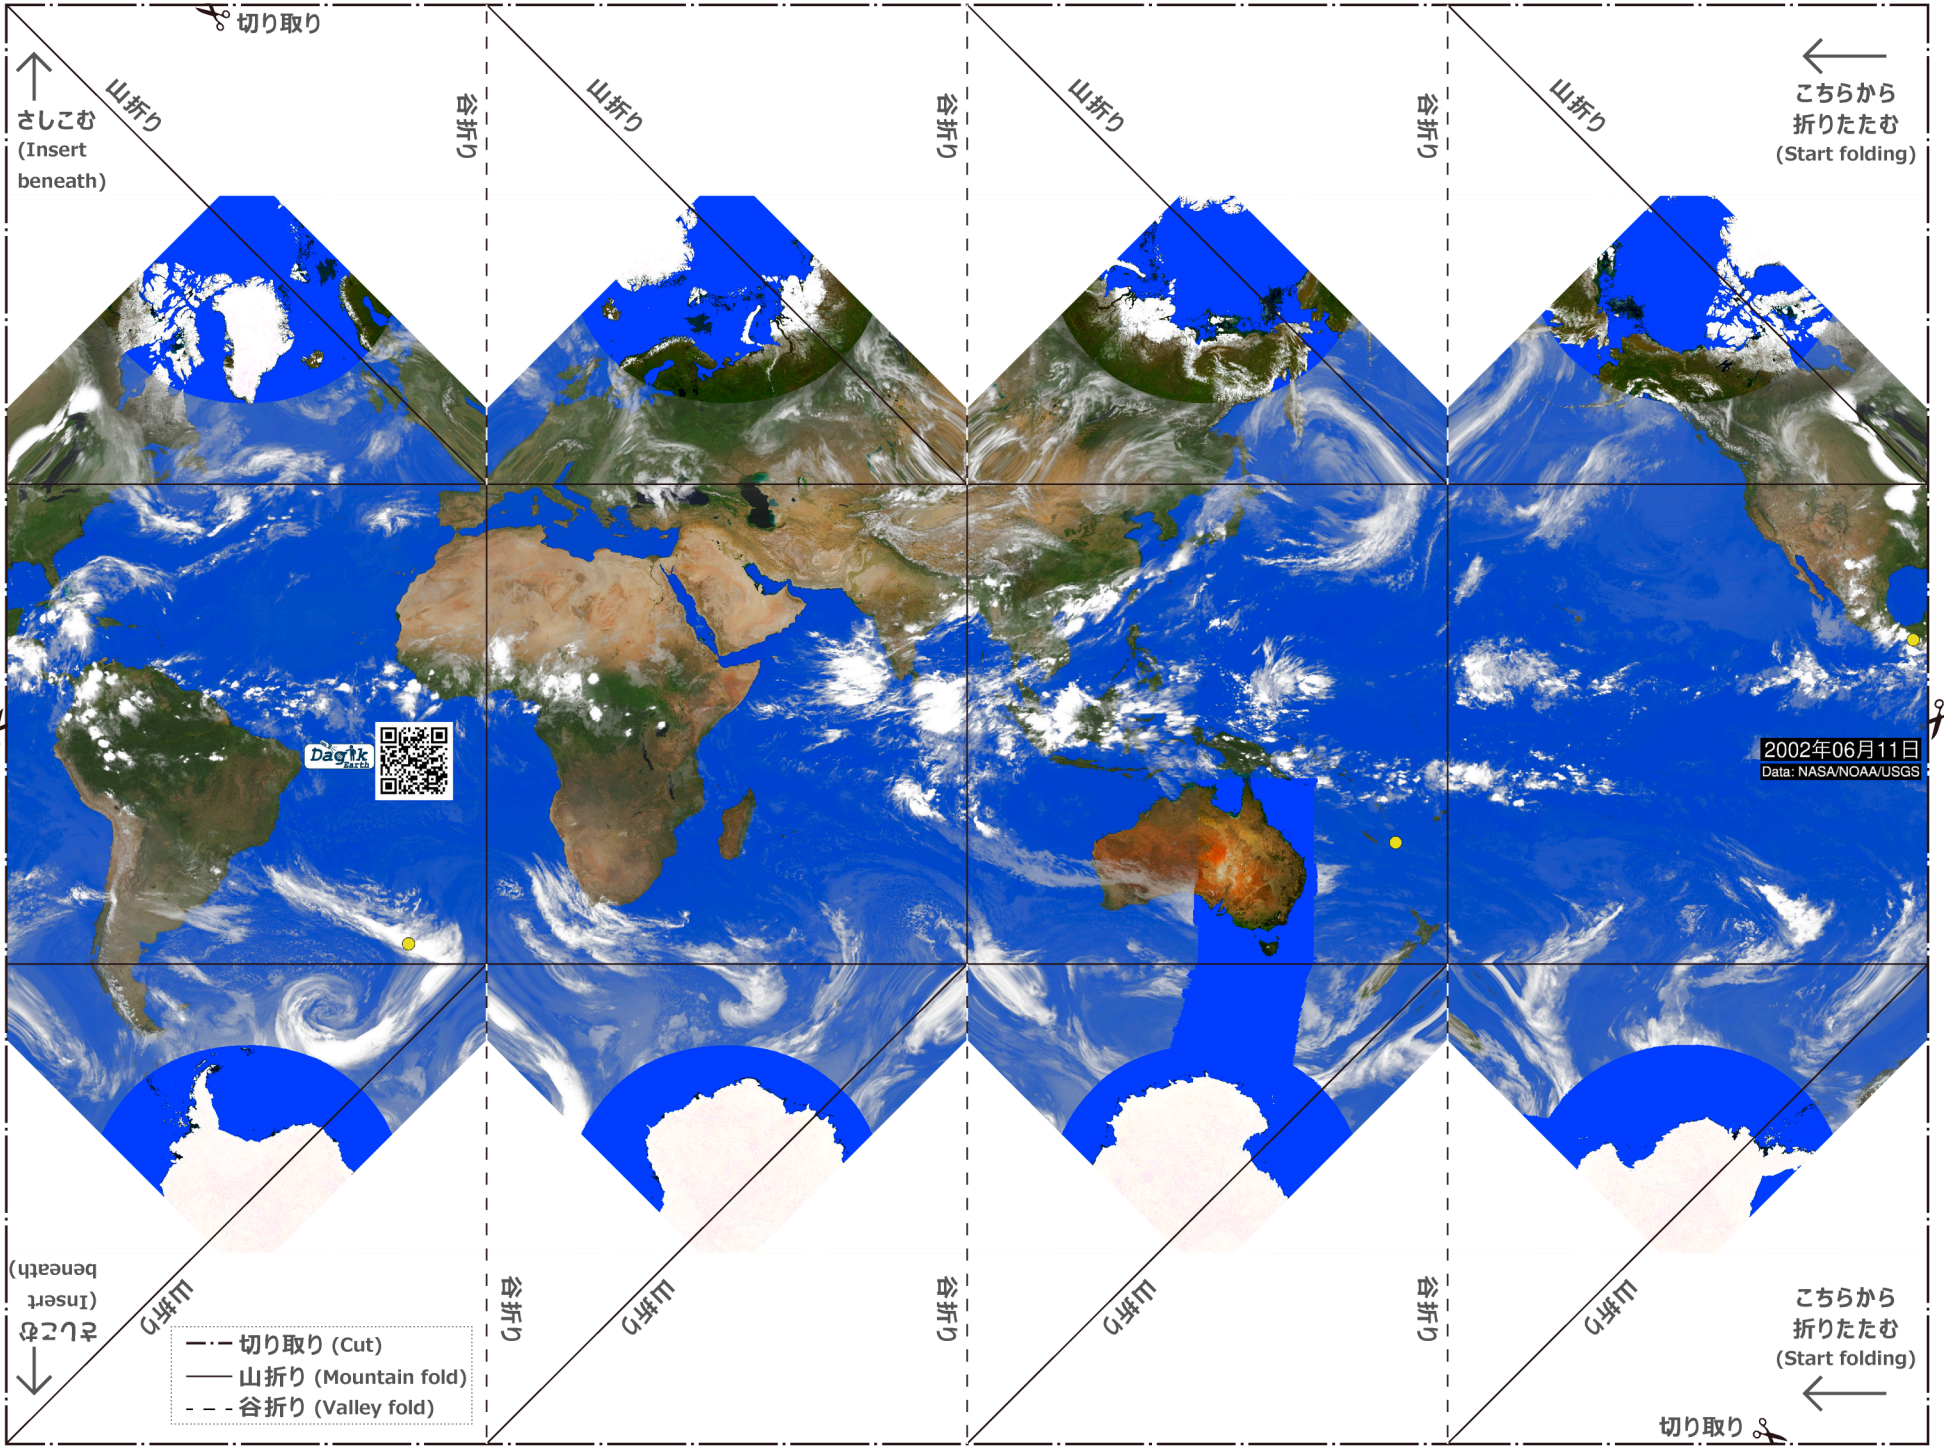 切り取り
山折り
谷折り
山折り
谷折り
山折り
谷折り
山折り
さしこむ
(Insert
beneath)
こちらから
折りたたむ
(Start folding)
Dagik
Earth
2002年06月11日
Data: NASA/NOAA/USGS
さしこむ
(Insert
beneath)
山折り
谷折り
山折り
谷折り
山折り
谷折り
山折り
こちらから
折りたたむ
(Start folding)
切り取り (Cut)
山折り (Mountain fold)
谷折り (Valley fold)
切り取り